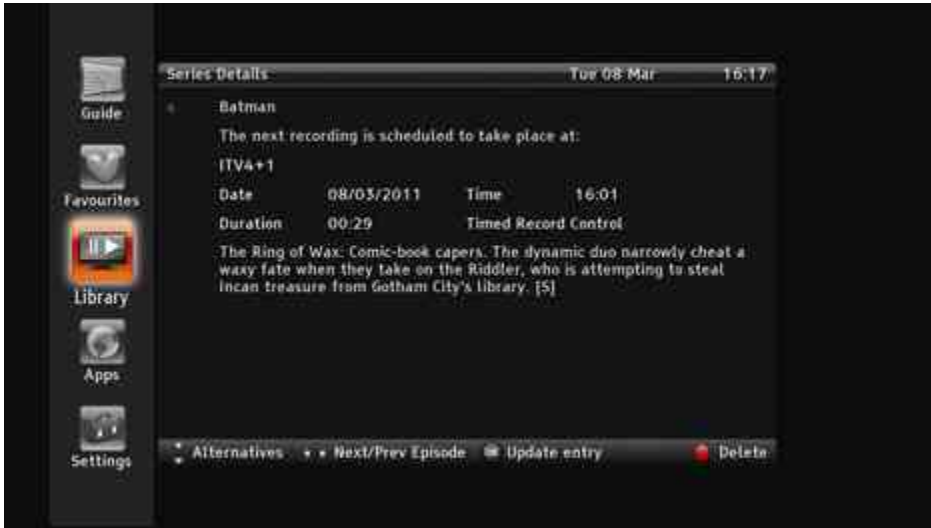 Series Details Tue 08 Mar 16:17
Guide
Batman
The next recording is scheduled to take place at:
ITV4+1
Favourites
Date 08/03/2011 Time 16:01
Duration 00:29 Timed Record Control
The Ring of Wax: Comic-book capers. The dynamic duo narrowly cheat a
waxy fate when they take on the Riddler, who is attempting to steal
Incan treasure from Gotham City's library. [S]
Library
Apps
Settings
Alternatives Next/Prev Episode Update entry Delete